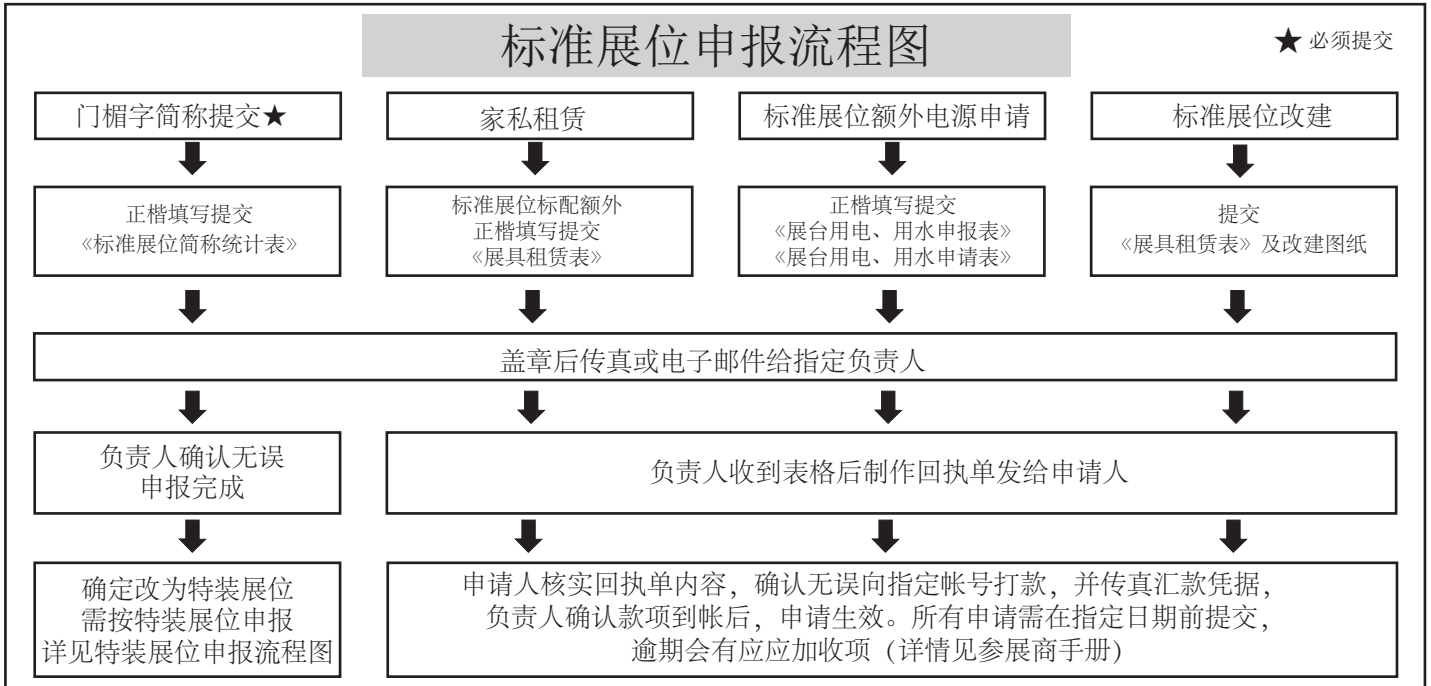 标准展位申报流程图
★必须提交
门楣字简称提交★
家私租赁
标准展位额外电源申请
标准展位改建
正楷填写提交
《标准展位简称统计表》
标准展位标配额外
正楷填写提交
《展具租赁表》
正楷填写提交
《展台用电、用水申报表》
《展台用电、用水申请表》
提交
《展具租赁表》及改建图纸
盖章后传真或电子邮件给指定负责人
负责人确认无误
申报完成
负责人收到表格后制作回执单发给申请人
确定改为特装展位
需按特装展位申报
详见特装展位申报流程图
申请人核实回执单内容，确认无误向指定帐号打款，并传真汇款凭据，
负责人确认款项到帐后，申请生效。所有申请需在指定日期前提交，
逾期会有应应加收项（详情见参展商手册）